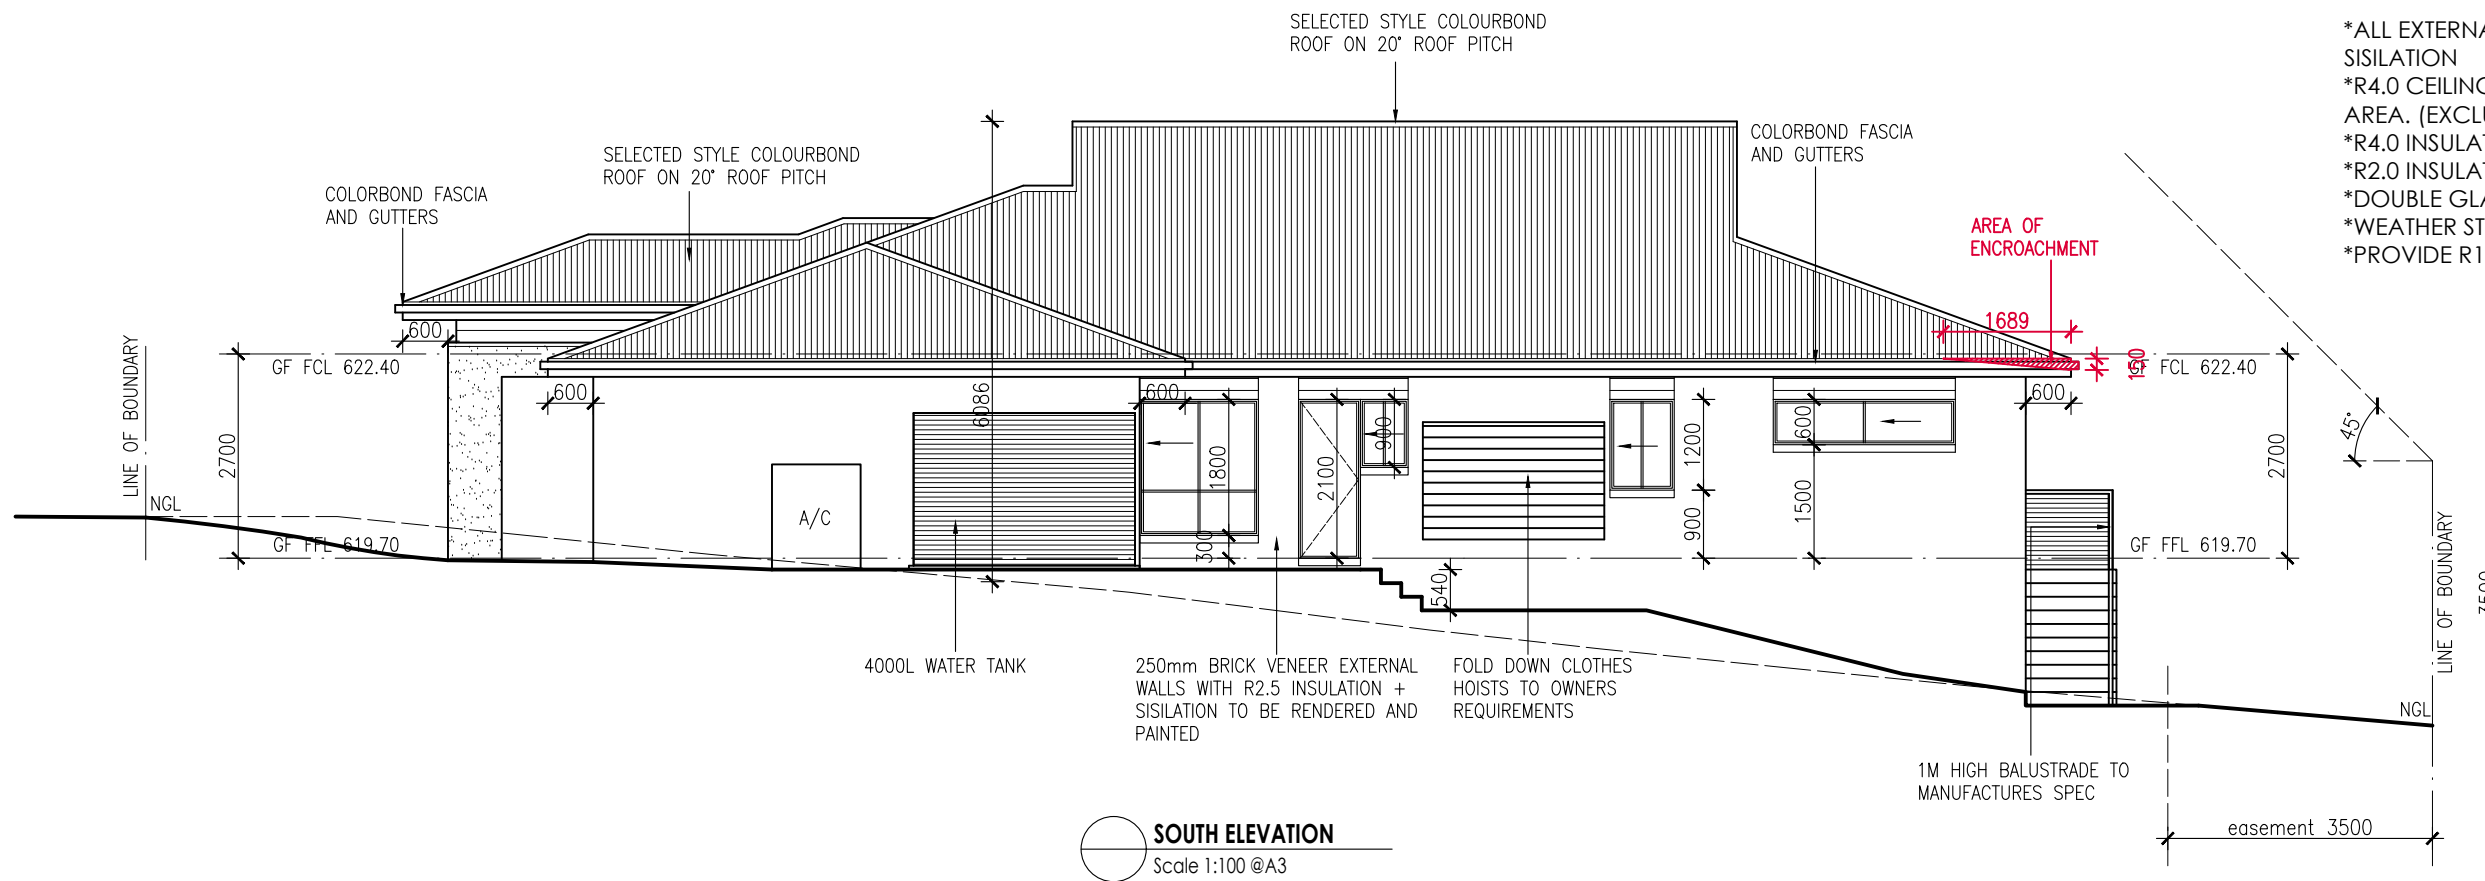 SELECTED STYLE COLOURBOND
ROOF ON 20° ROOF PITCH
*ALL EXTERNA
SISILATION
*R4.0 CEILING
AREA. (EXCLU
*R4.0 INSULAT
*R2.0 INSULAT
*DOUBLE GLA
*WEATHER ST
*PROVIDE R1
COLORBOND FASCIA
AND GUTTERS
SELECTED STYLE COLOURBOND
ROOF ON 20° ROOF PITCH
COLORBOND FASCIA
AND GUTTERS
AREA OF
ENCROACHMENT
1689
150
600
GF FCL 622.40
GF FCL 622.40
LINE OF BOUNDARY
2700
600
6086
600
600
45°
NGL
GF FFL 619.70
A/C
1800
300
2100
900
1200
900
600
1500
2700
GF FFL 619.70
540
3500
LINE OF BOUNDARY
4000L WATER TANK
250mm BRICK VENEER EXTERNAL
WALLS WITH R2.5 INSULATION +
SISILATION TO BE RENDERED AND
PAINTED
FOLD DOWN CLOTHES
HOISTS TO OWNERS
REQUIREMENTS
NGL
1M HIGH BALUSTRADE TO
MANUFACTURES SPEC
easement 3500
SOUTH ELEVATION
Scale 1:100 @A3